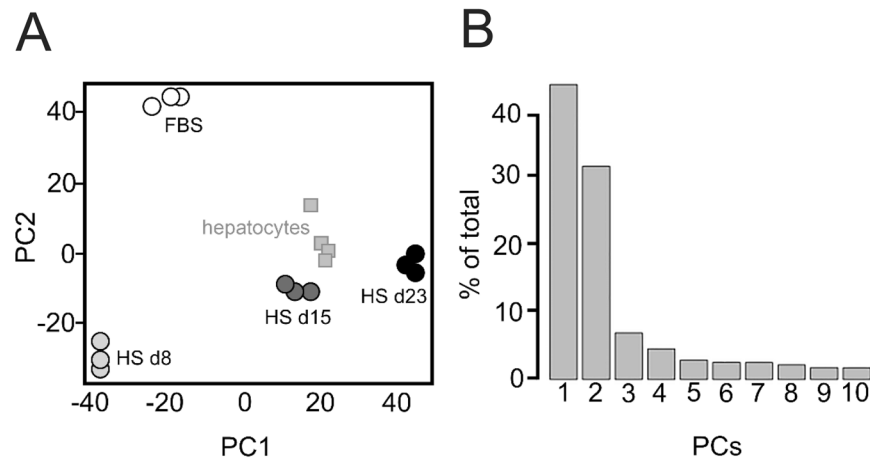 A
B
40
20
0
-20
PC2
FBS
hepatocytes
HS d23
HS d15
HS d8
-40
-20
0
20
40
PC1
40
30
20
10
0
% of total
1 2 3 4 5 6 7 8 9 10
PCs